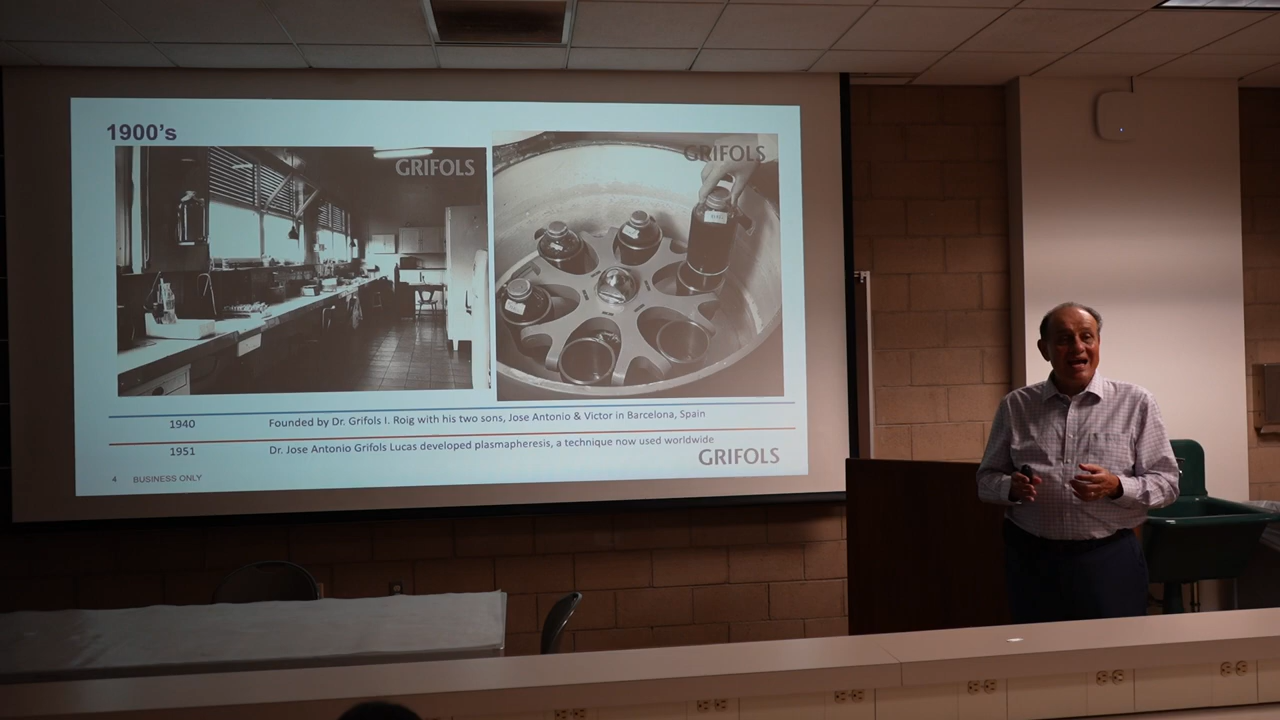 1900's
GRIFOLS
GRIFOLS
1940 Founded by Dr. Grifols I. Roig with his two sons, Jose Antonio & Victor in Barcelona, Spain
1951 Dr. Jose Antonio Grifols Lucas developed plasmapheresis, a technique now used worldwide
GRIFOLS
4 BUSINESS ONLY